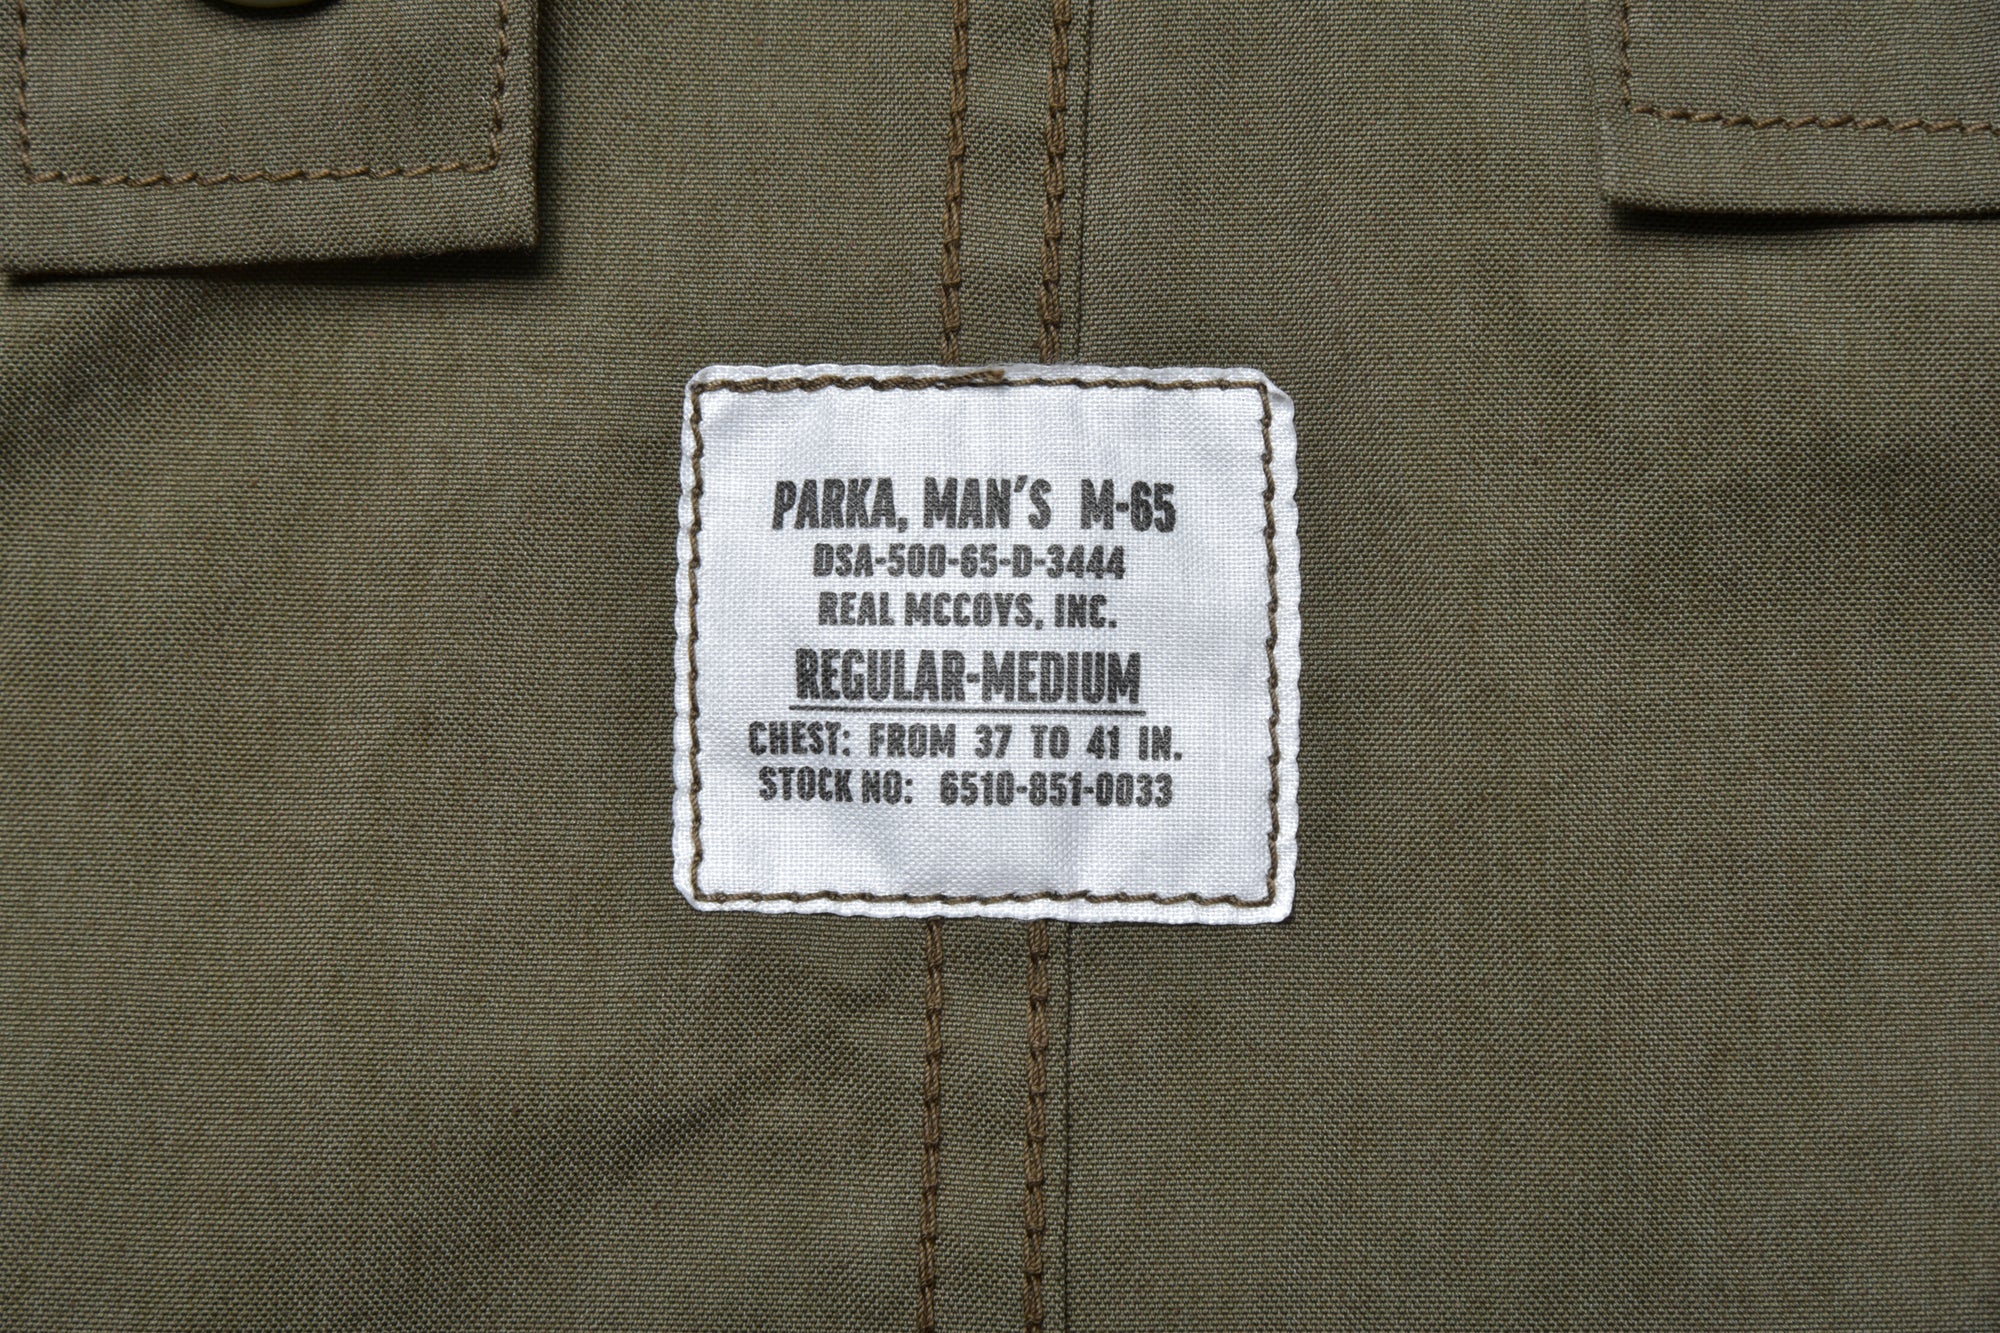 PARKA, MAN'S M-65
DSA-500-65-D-3444
REAL MCCOYS, INC.
REGULAR-MEDIUM
CHEST: FROM 37 TO 41 IN.
STOCK NO: 6510-851-0033